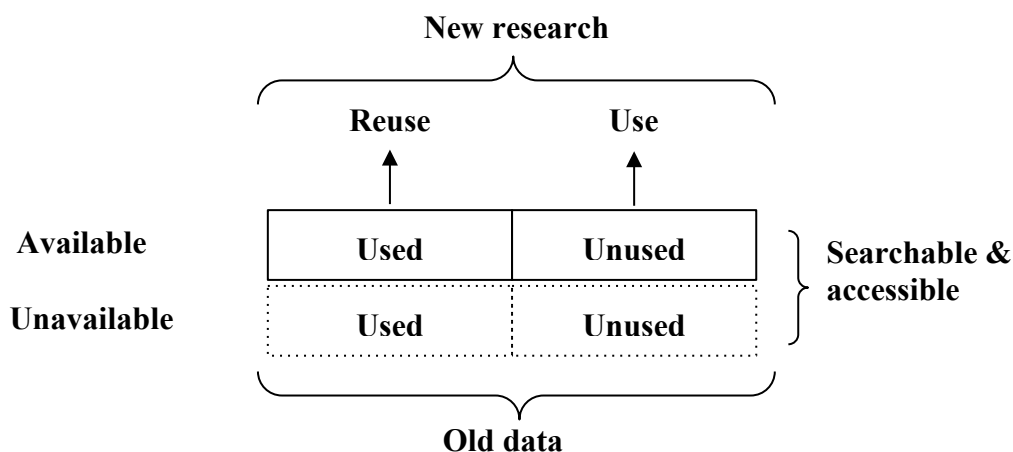 New research
Reuse Use
Available Used Unused Searchable &
accessible
Unavailable Used Unused
Old data